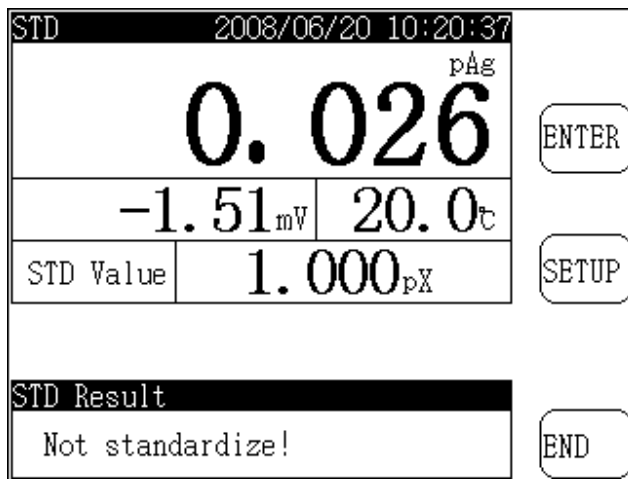 STD 2008/06/20 10:20:37
pAg
0.026
ENTER
-1.51mV 20.0℃
STD Value 1.000pX
SETUP
STD Result
Not standardize!
END